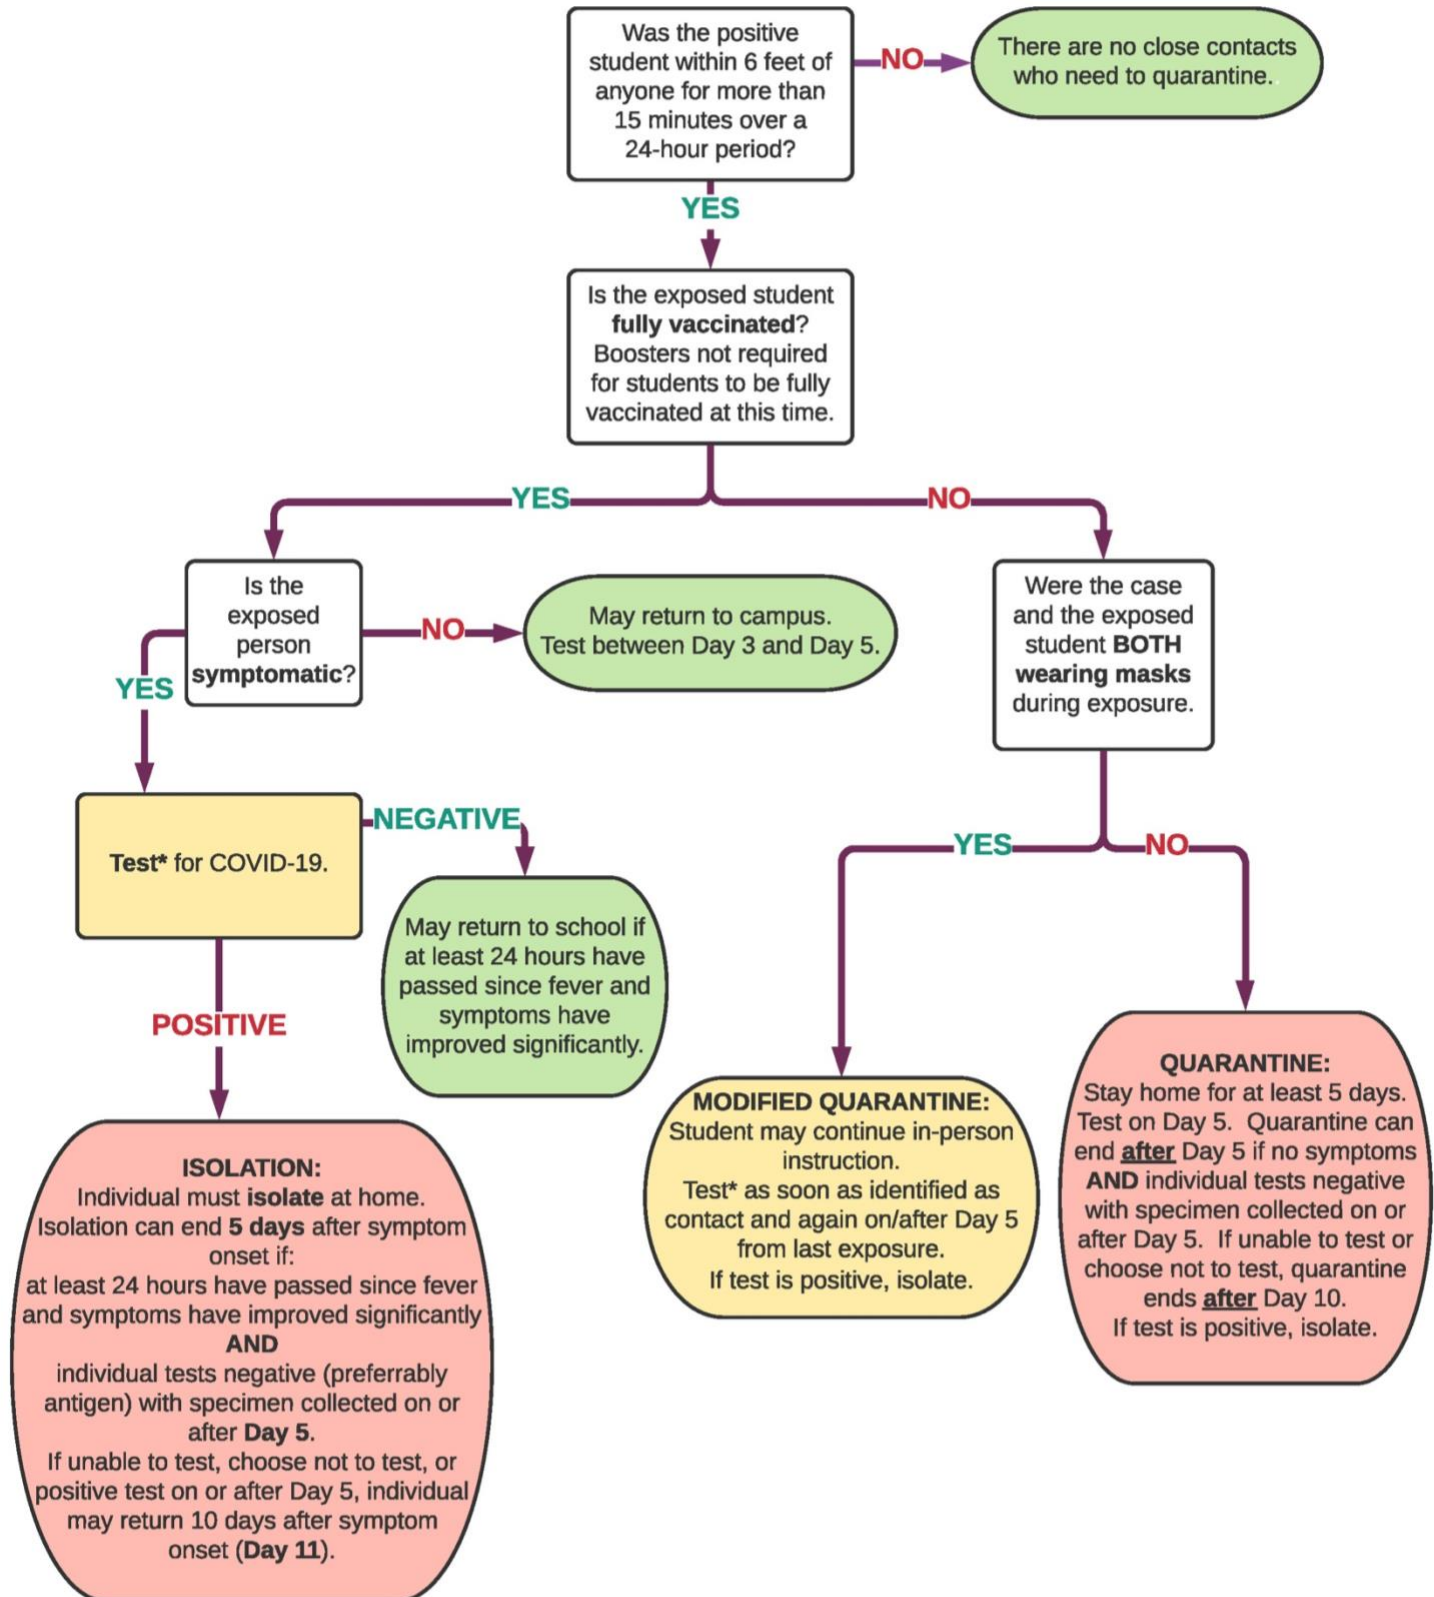 Was the positive
student within 6 feet of
anyone for more than
15 minutes over a
24-hour period?
NO
There are no close contacts
who need to quarantine..
YES
Is the exposed student
fully vaccinated?
Boosters not required
for students to be fully
vaccinated at this time.
YES
NO
Is the
exposed
person
symptomatic?
NO
May return to campus.
Test between Day 3 and Day 5.
Were the case
and the exposed
student BOTH
wearing masks
during exposure.
YES
Test* for COVID-19.
NEGATIVE
May return to school if
at least 24 hours have
passed since fever and
symptoms have
improved significantly.
YES
NO
POSITIVE
ISOLATION:
Individual must isolate at home.
Isolation can end 5 days after symptom
onset if:
at least 24 hours have passed since fever
and symptoms have improved significantly
AND
individual tests negative (preferrably
antigen) with specimen collected on or
after Day 5.
If unable to test, choose not to test, or
positive test on or after Day 5, individual
may return 10 days after symptom
onset (Day 11).
MODIFIED QUARANTINE:
Student may continue in-person
instruction.
Test* as soon as identified as
contact and again on/after Day 5
from last exposure.
If test is positive, isolate.
QUARANTINE:
Stay home for at least 5 days.
Test on Day 5. Quarantine can
end after Day 5 if no symptoms
AND individual tests negative
with specimen collected on or
after Day 5. If unable to test or
choose not to test, quarantine
ends after Day 10.
If test is positive, isolate.